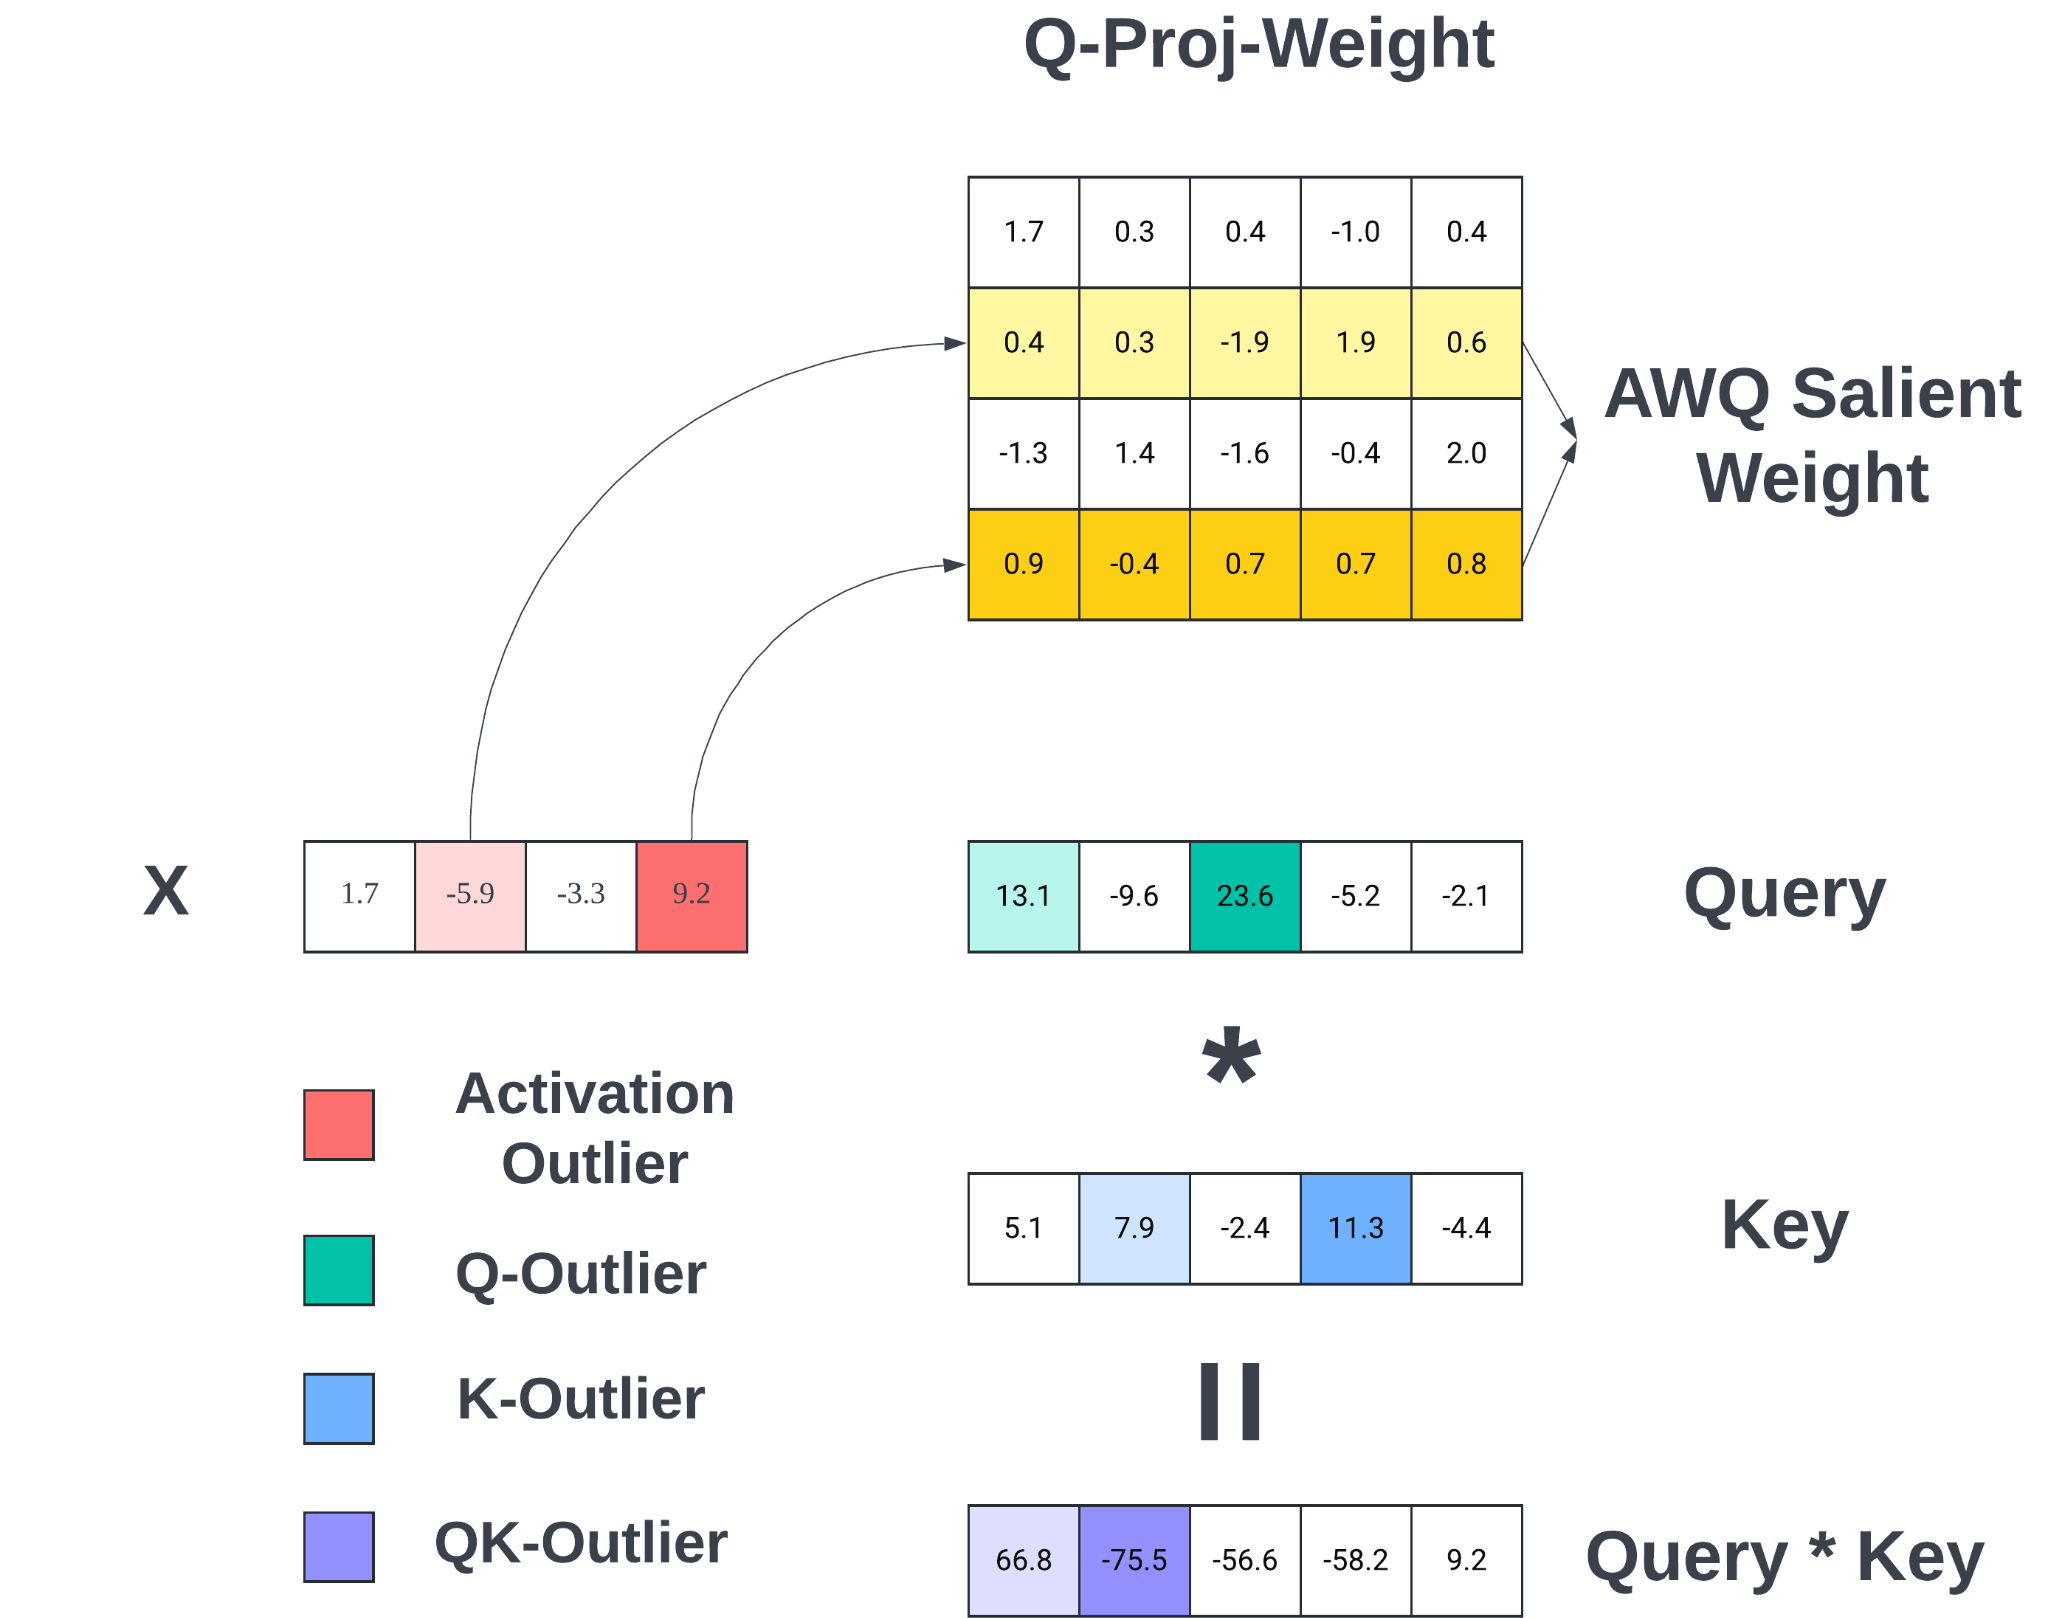 Q-Proj-Weight
1.7 0.3 0.4 -1.0 0.4
0.4 0.3 -1.9 1.9 0.6
-1.3 1.4 -1.6 -0.4 2.0
0.9 -0.4 0.7 0.7 0.8
AWQ Salient
Weight
X
1.7 -5.9 -3.3 9.2
13.1 -9.6 23.6 -5.2 -2.1
Query
*
Activation
Outlier
Q-Outlier
K-Outlier
QK-Outlier
5.1 7.9 -2.4 11.3 -4.4
Key
=
66.8 -75.5 -56.6 -58.2 9.2
Query * Key